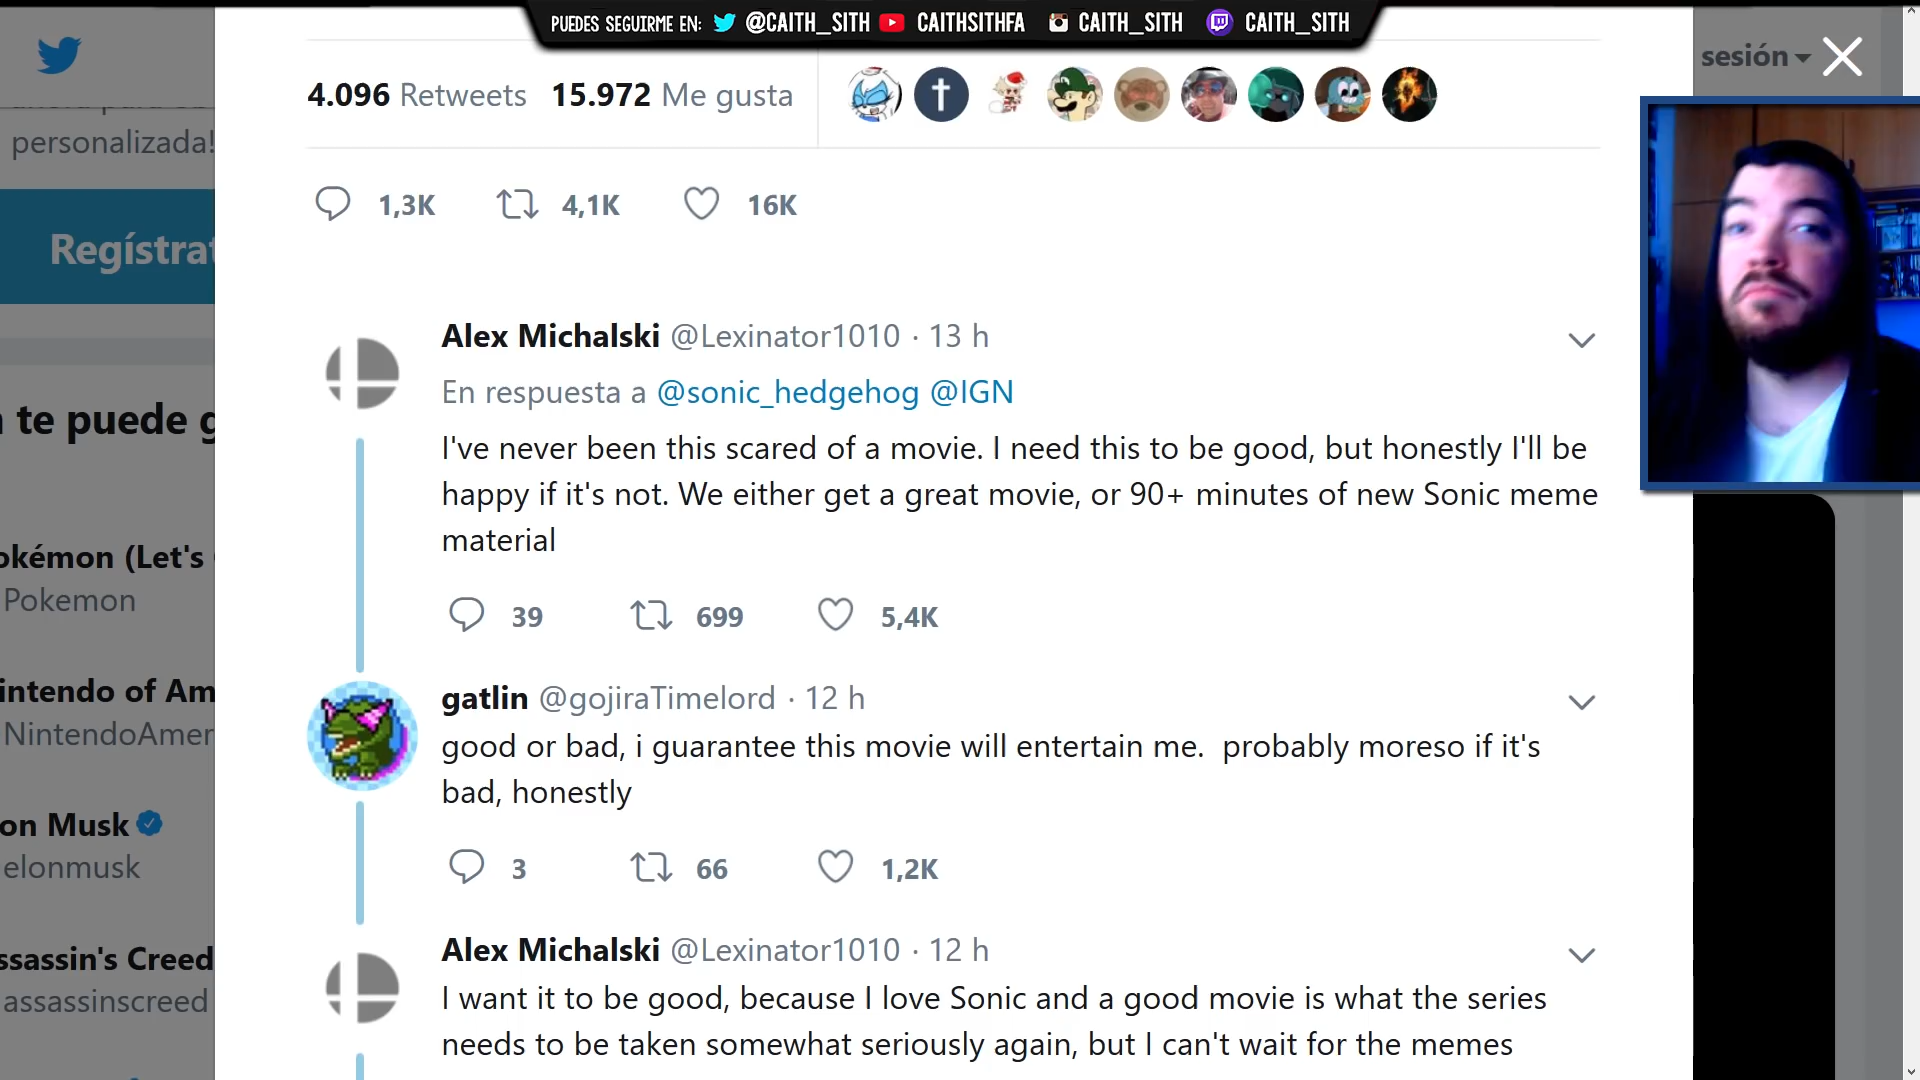 PUEDES SEGUIRME EN: @CAITH_SITH CAITHSITHFA CAITH_SITH CAITH_SITH
sesión
personalizada!
4.096 Retweets 15.972 Me gusta
1,3K 4,1K 16K
Regístrat
Alex Michalski @Lexinator1010 · 13 h
En respuesta a @sonic_hedgehog @IGN
I've never been this scared of a movie. I need this to be good, but honestly I'll be
happy if it's not. We either get a great movie, or 90+ minutes of new Sonic meme
material
39 699 5,4K
te puede g
okémon (Let's
Pokemon
intendo of Am
NintendoAmer
on Musk
elonmusk
ssassin's Creed
assassinscreed
gatlin @gojiraTimelord · 12 h
good or bad, i guarantee this movie will entertain me.  probably moreso if it's
bad, honestly
3 66 1,2K
Alex Michalski @Lexinator1010 · 12 h
I want it to be good, because I love Sonic and a good movie is what the series
needs to be taken somewhat seriously again, but I can't wait for the memes